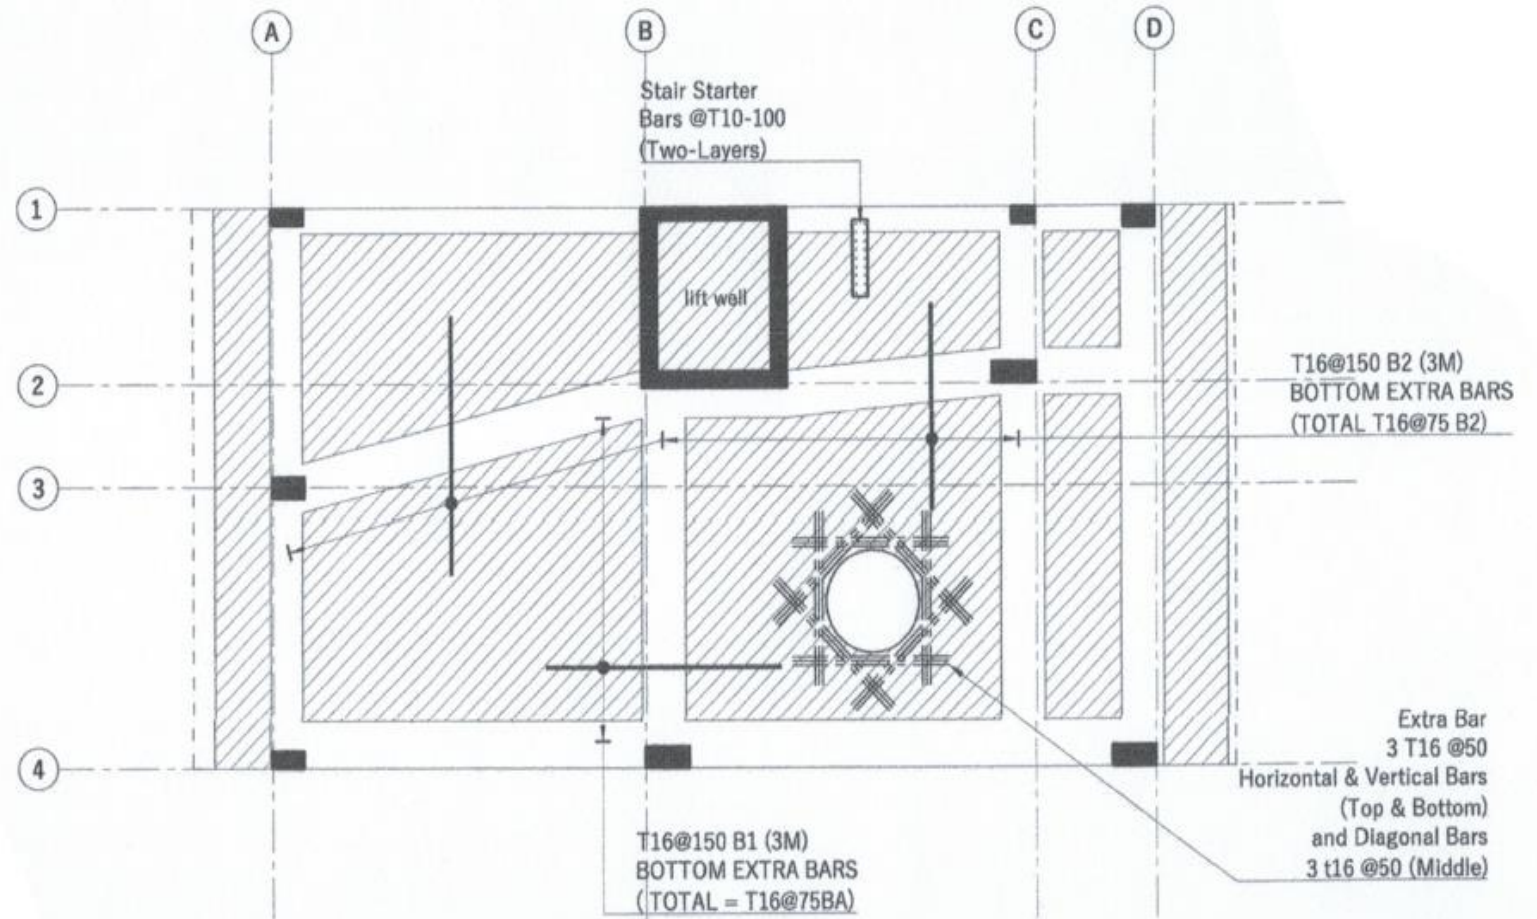 A
B
C
D
Stair Starter
Bars @T10-100
(Two-Layers)
1
lift well
2
T16@150 B2 (3M)
BOTTOM EXTRA BARS
(TOTAL T16@75 B2)
3
4
Extra Bar
3 T16 @50
Horizontal & Vertical Bars
(Top & Bottom)
and Diagonal Bars
3 t16 @50 (Middle)
T16@150 B1 (3M)
BOTTOM EXTRA BARS
( TOTAL = T16@75BA)